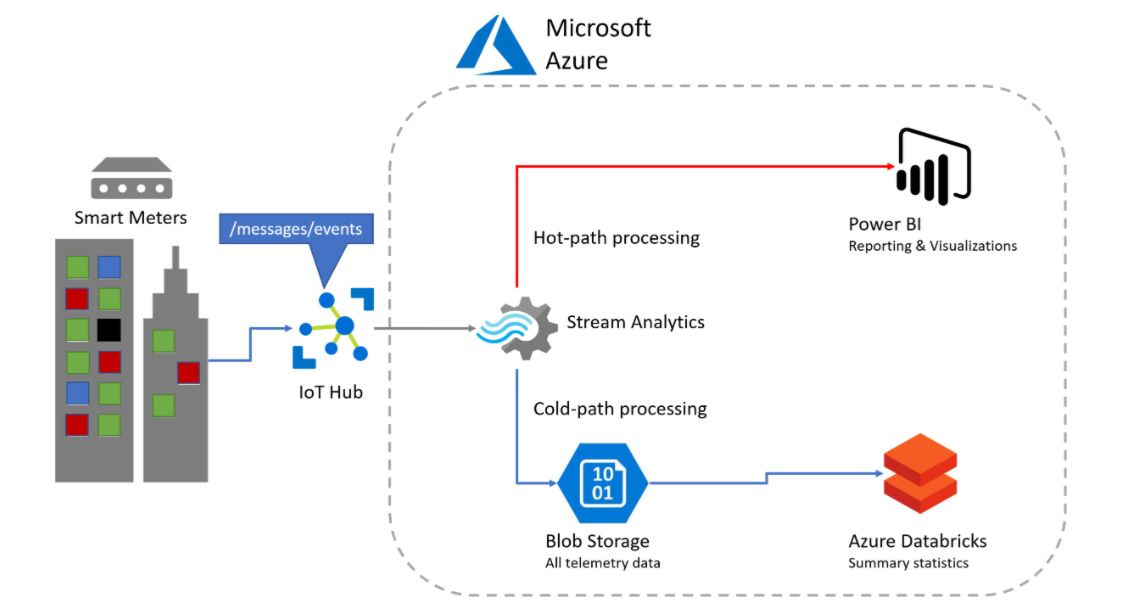 Microsoft
Azure
Smart Meters
/messages/events
IoT Hub
Hot-path processing
Power BI
Reporting & Visualizations
Stream Analytics
Cold-path processing
10
01
Blob Storage
All telemetry data
Azure Databricks
Summary statistics